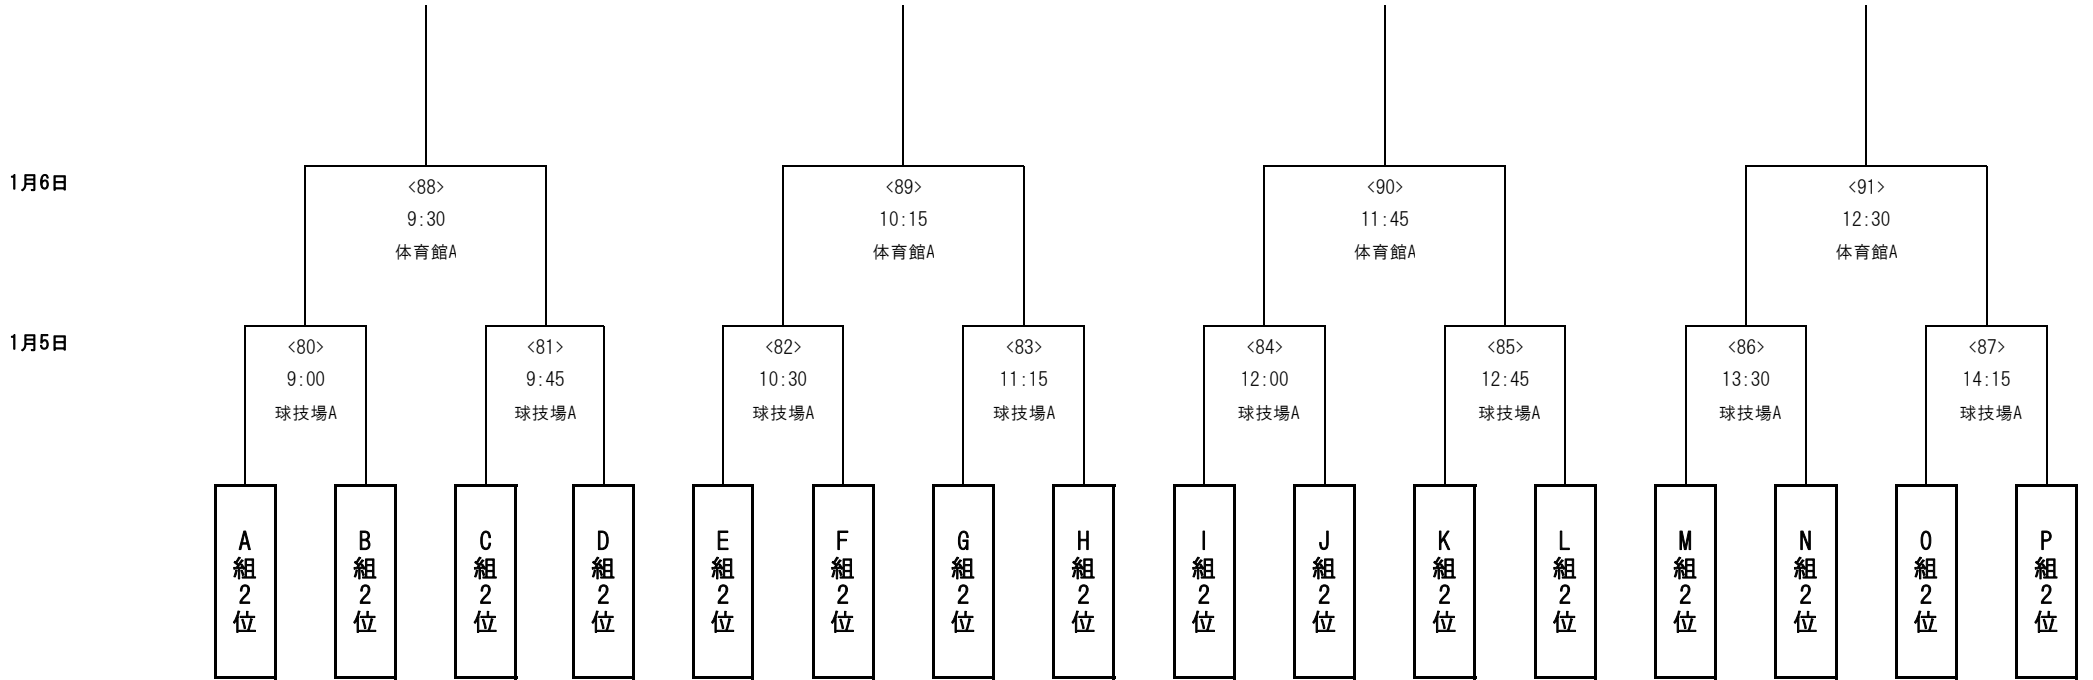 1月6日
<88> <89> <90> <91>
9:30 10:15 11:45 12:30
体育館A 体育館A 体育館A 体育館A
1月5日
<80> <81> <82> <83> <84> <85> <86> <87>
9:00 9:45 10:30 11:15 12:00 12:45 13:30 14:15
球技場A 球技場A 球技場A 球技場A 球技場A 球技場A 球技場A 球技場A
A組2位
B組2位
C組2位
D組2位
E組2位
F組2位
G組2位
H組2位
I組2位
J組2位
K組2位
L組2位
M組2位
N組2位
O組2位
P組2位